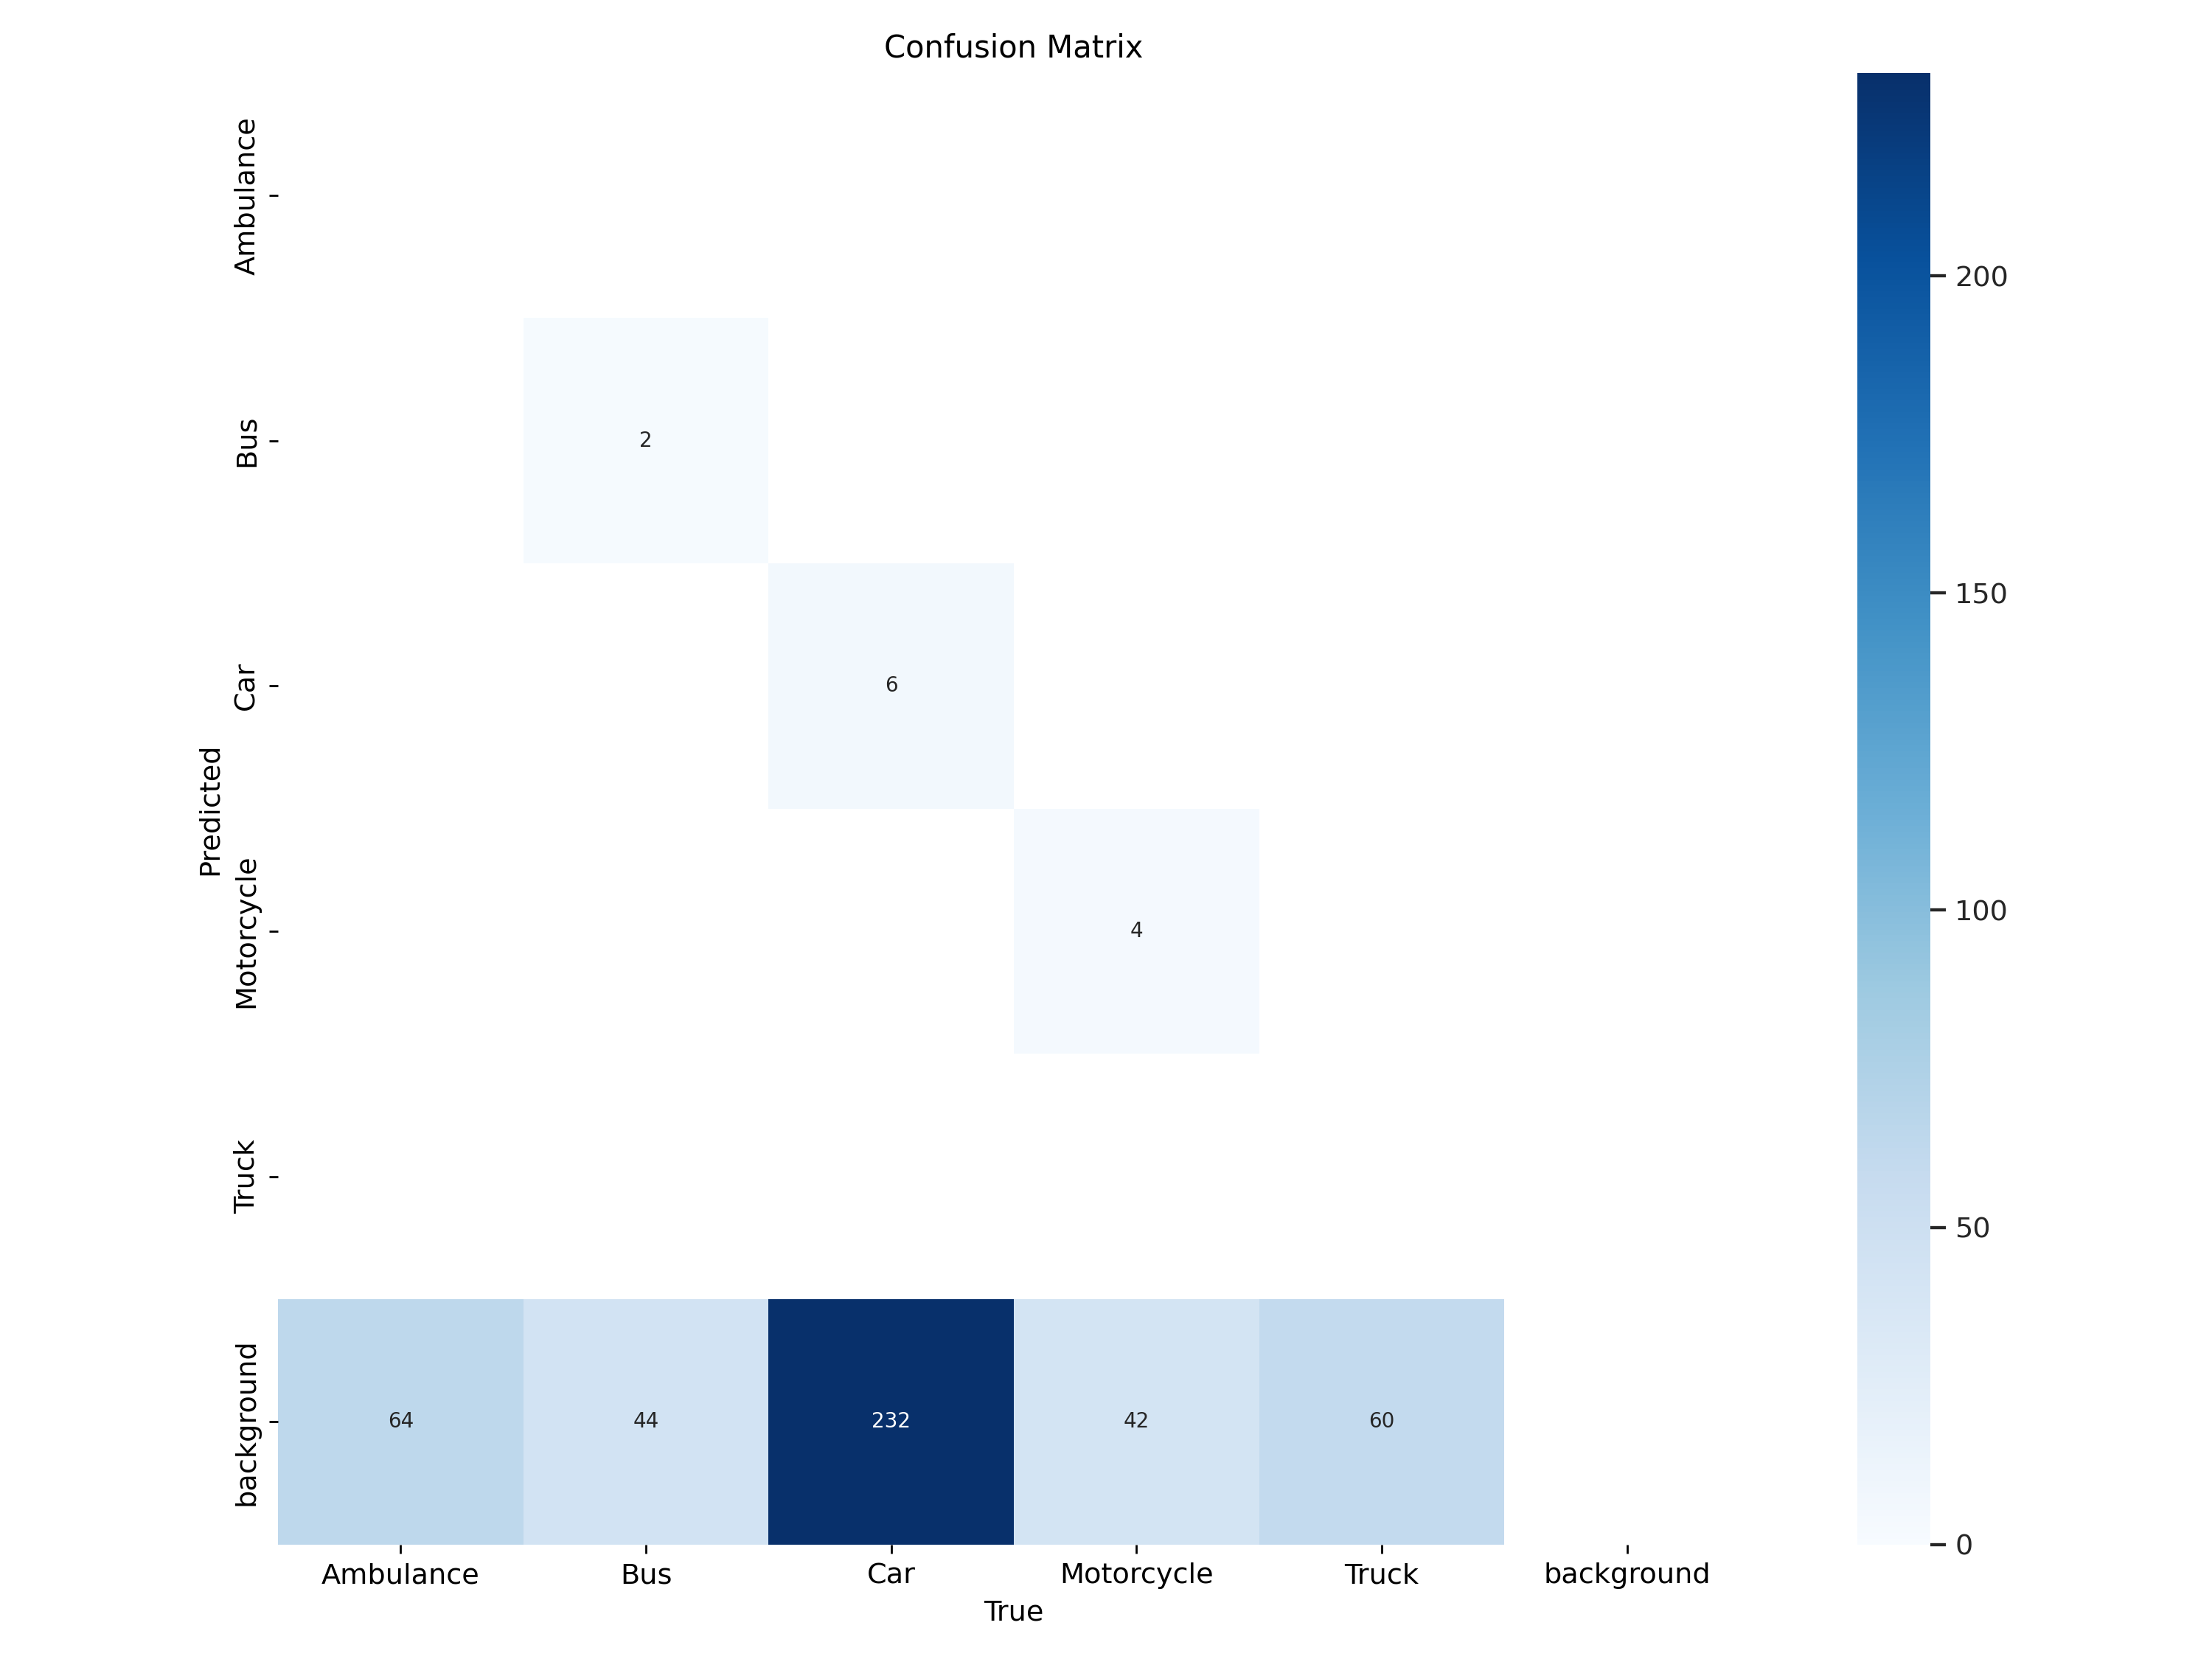 Confusion Matrix
Ambulance
Bus
Car
Motorcycle
Truck
background
Predicted
2
6
4
64 44 232 42 60
Ambulance Bus Car Motorcycle Truck background
True
200
150
100
50
0